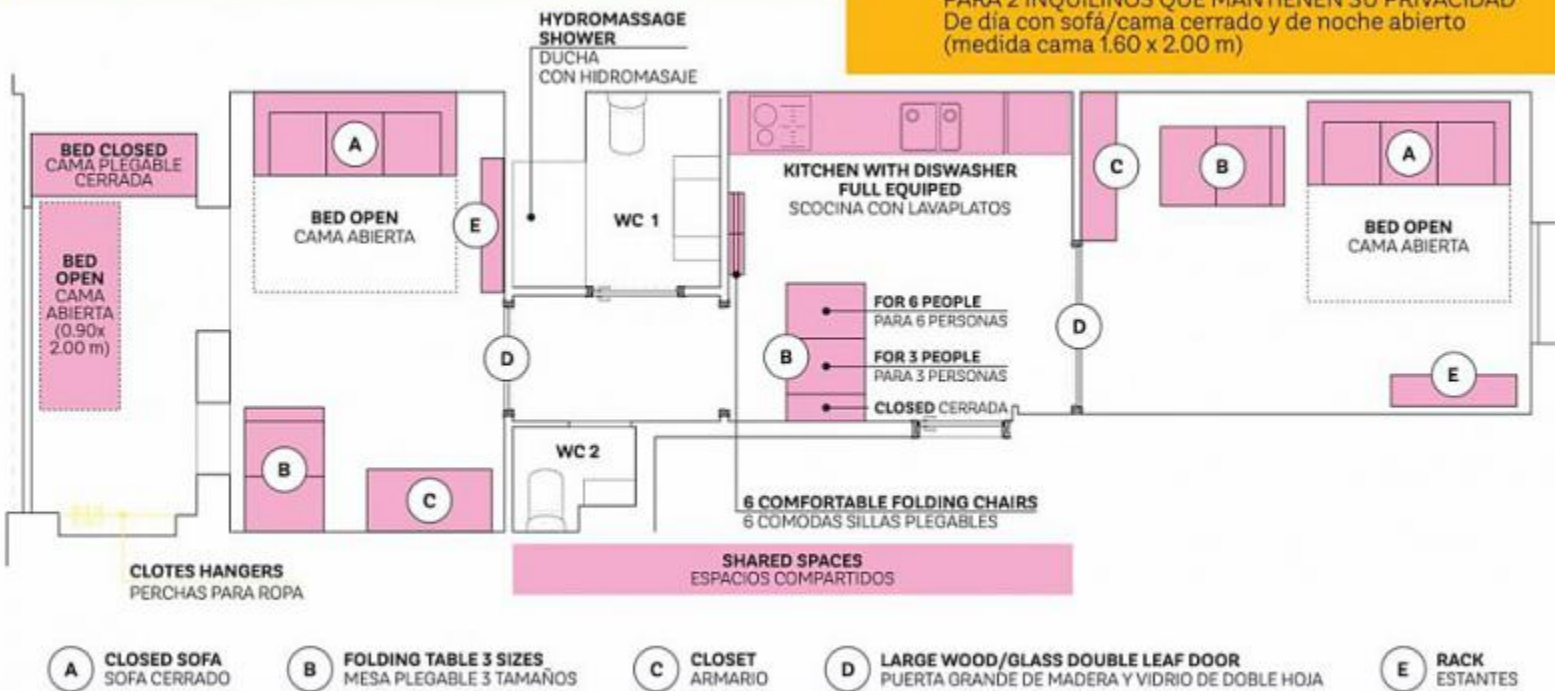 PARA 2 INQUILINOS QUE MANTIENEN SU PRIVACIDAD
De día con sofá/cama cerrado y de noche abierto
(medida cama 1.60 x 2.00 m)
HYDROMASSAGE
SHOWER
DUCHA
CON HIDROMASAJE
BED CLOSED
CAMA PLEGABLE
CERRADA
BED
OPEN
CAMA
ABIERTA
(0.90x
2.00 m)
A
BED OPEN
CAMA ABIERTA
E
WC 1
KITCHEN WITH DISWASHER
FULL EQUIPED
SCOCINA CON LAVAPLATOS
C
B
A
BED OPEN
CAMA ABIERTA
D
B
FOR 6 PEOPLE
PARA 6 PERSONAS
FOR 3 PEOPLE
PARA 3 PERSONAS
CLOSED CERRADA
D
E
B
C
WC 2
6 COMFORTABLE FOLDING CHAIRS
6 COMODAS SILLAS PLEGABLES
CLOTES HANGERS
PERCHAS PARA ROPA
SHARED SPACES
ESPACIOS COMPARTIDOS
A CLOSED SOFA
SOFA CERRADO
B FOLDING TABLE 3 SIZES
MESA PLEGABLE 3 TAMAÑOS
C CLOSET
ARMARIO
D LARGE WOOD/GLASS DOUBLE LEAF DOOR
PUERTA GRANDE DE MADERA Y VIDRIO DE DOBLE HOJA
E RACK
ESTANTES